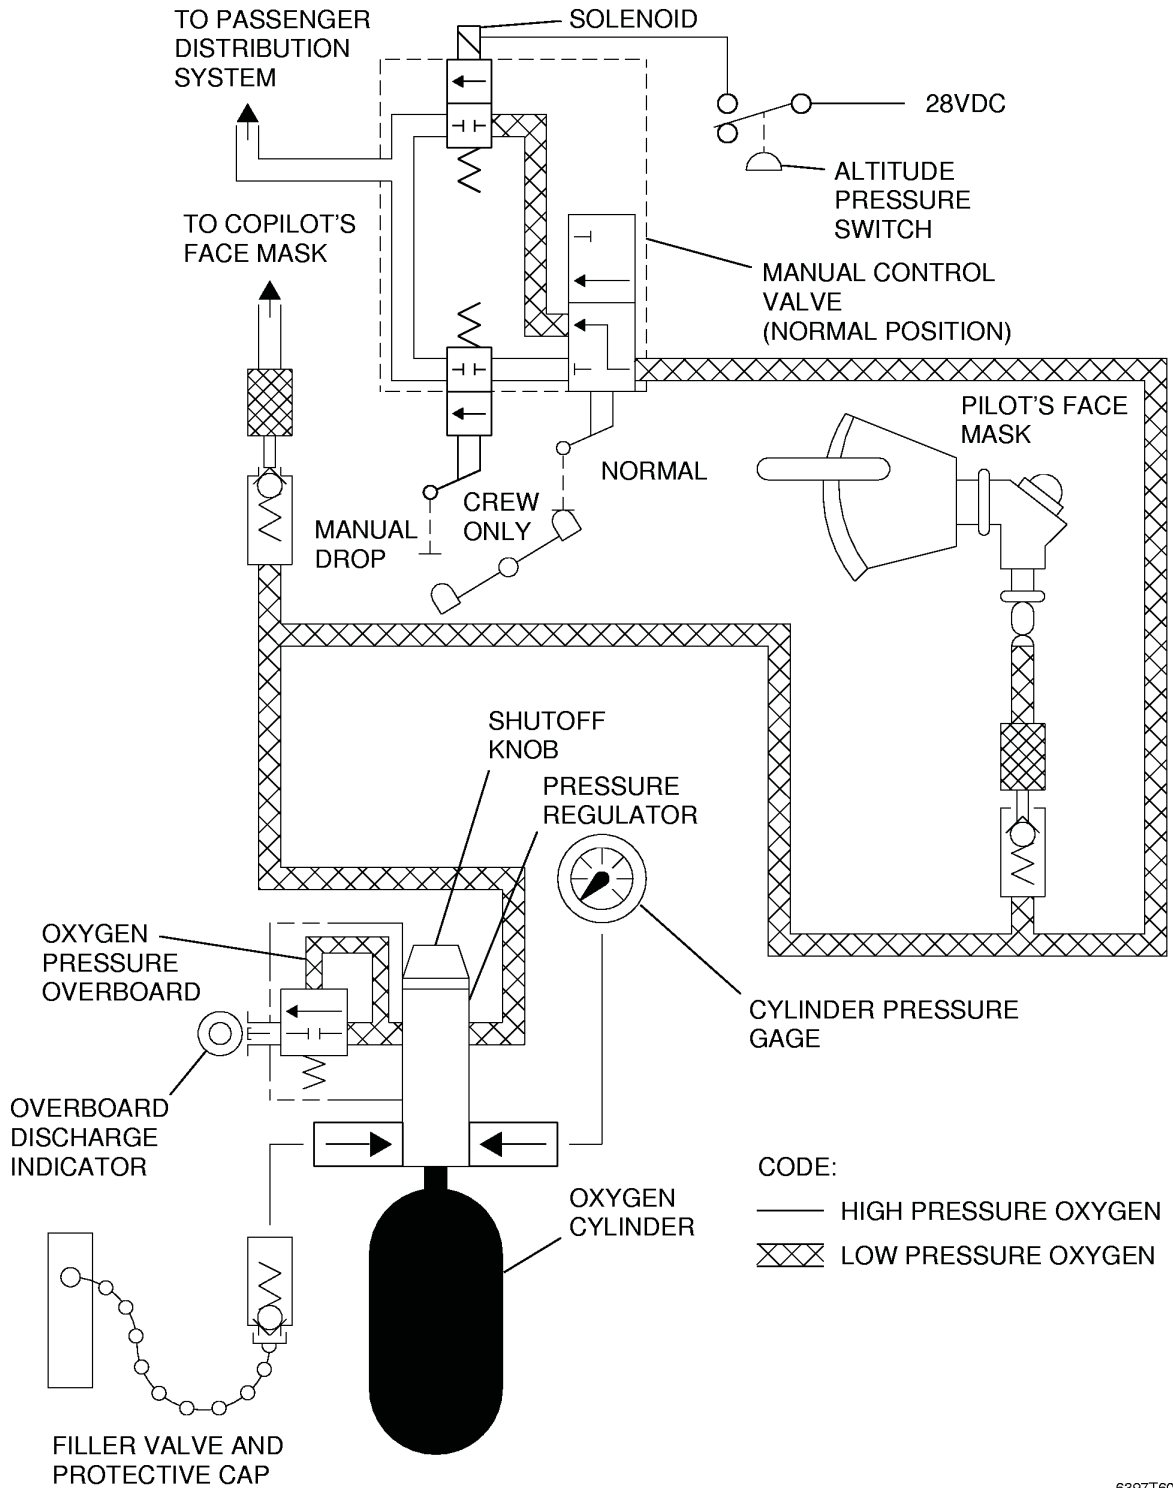 TO PASSENGER
DISTRIBUTION
SYSTEM
SOLENOID
28VDC
ALTITUDE
PRESSURE
SWITCH
TO COPILOT'S
FACE MASK
MANUAL CONTROL
VALVE
(NORMAL POSITION)
PILOT'S FACE
MASK
NORMAL
CREW
ONLY
MANUAL
DROP
SHUTOFF
KNOB
PRESSURE
REGULATOR
OXYGEN
PRESSURE
OVERBOARD
CYLINDER PRESSURE
GAGE
OVERBOARD
DISCHARGE
INDICATOR
OXYGEN
CYLINDER
CODE:
HIGH PRESSURE OXYGEN
LOW PRESSURE OXYGEN
FILLER VALVE AND
PROTECTIVE CAP